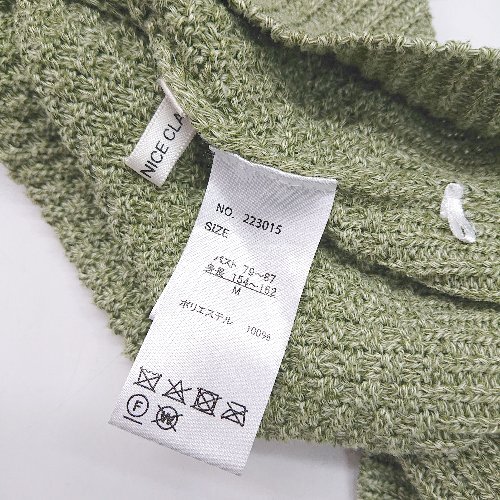 NICE CLA
NO. 223015
SIZE
バスト 79～87
身長 154～162
M
ポリエステル 100%
F
W